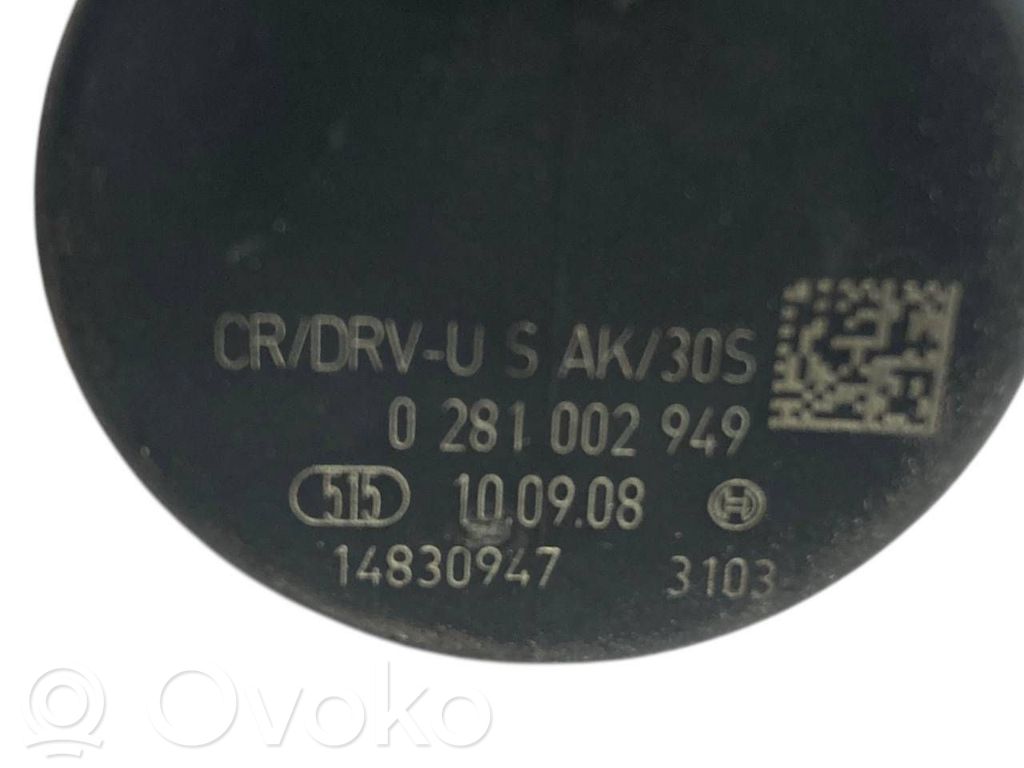 CR/DRV-U S AK/30S
0 281 002 949
515 10.09.08
14830947 3103
Ovoko